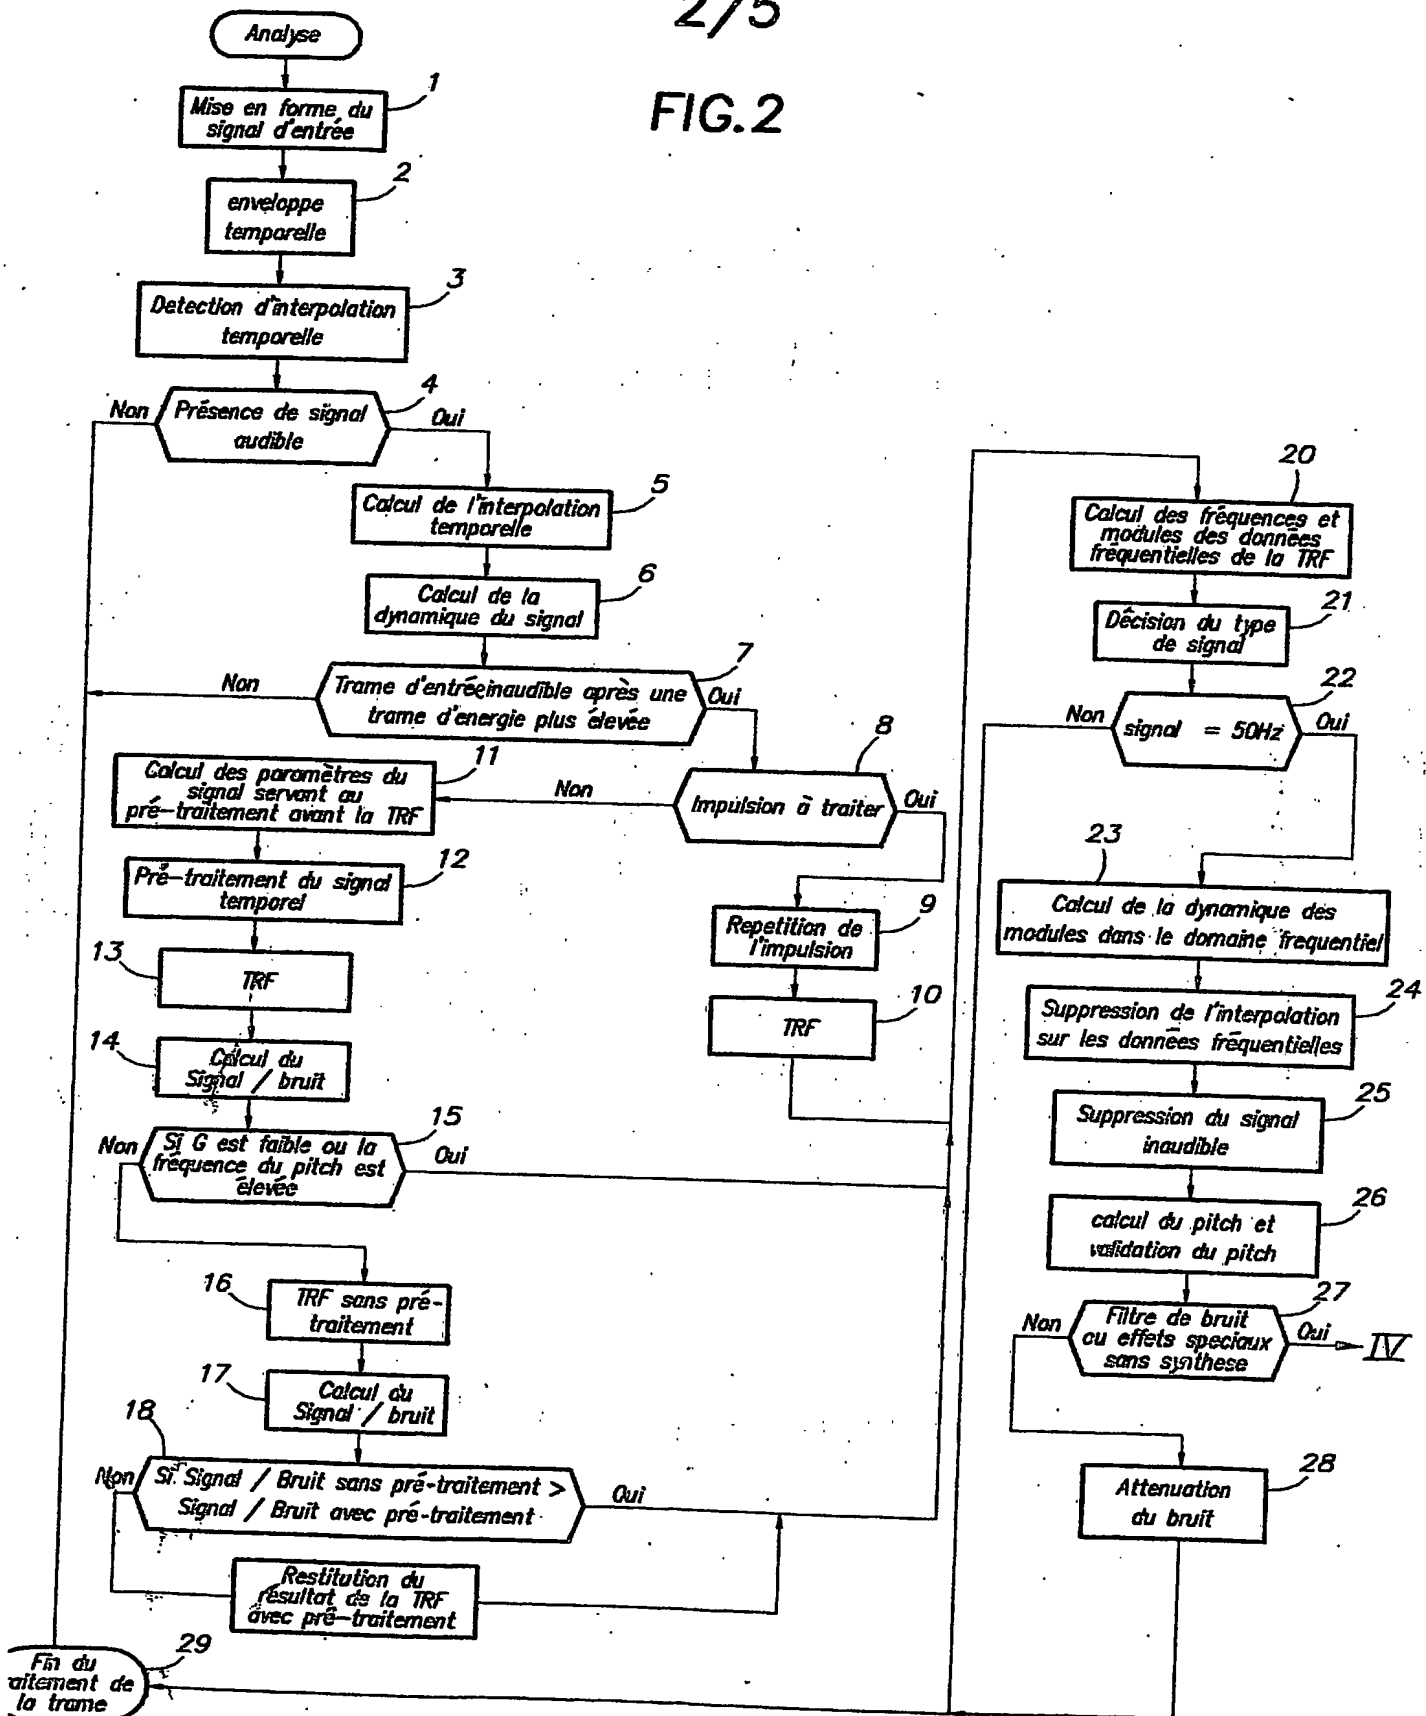 2/5
FIG.2
Analyse
1
Mise en forme du
signal d'entrée
2
enveloppe
temporelle
3
Detection d'interpolation
temporelle
4
Non
Présence de signal
audible
Oui
5
Calcul de l'interpolation
temporelle
6
Calcul de la
dynamique du signal
7
Non
Trame d'entrée inaudible après une
trame d'énergie plus élevée
Oui
8
Non
Impulsion à traiter
Oui
9
Repetition de
l'impulsion
10
TRF
11
Calcul des paramètres du
signal servant au
pré-traitement avant la TRF
12
Pré-traitement du signal
temporel
13
TRF
14
Calcul du
Signal / bruit
15
Non
Si G est faible ou la
fréquence du pitch est
élevée
Oui
16
TRF sans pré-
traitement
17
Calcul du
Signal / bruit
18
Non
Si Signal / Bruit sans pré-traitement >
Signal / Bruit avec pré-traitement
Oui
Restitution du
résultat de la TRF
avec pré-traitement
29
Fin du
aitement de
la trame
20
Calcul des fréquences et
modules des données
fréquentielles de la TRF
21
Décision du type
de signal
22
Non
signal = 50Hz
Oui
23
Calcul de la dynamique des
modules dans le domaine frequentiel
24
Suppression de l'interpolation
sur les données fréquentielles
25
Suppression du signal
inaudible
26
calcul du pitch et
validation du pitch
27
Non
Filtre de bruit
ou effets speciaux
sans synthese
Oui
IV
28
Attenuation
du bruit